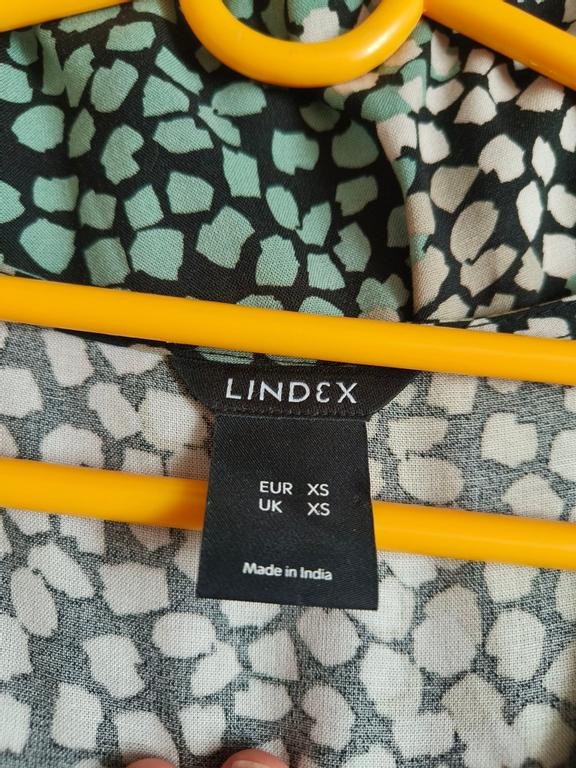 LINDEX
EUR XS
UK XS
Made in India